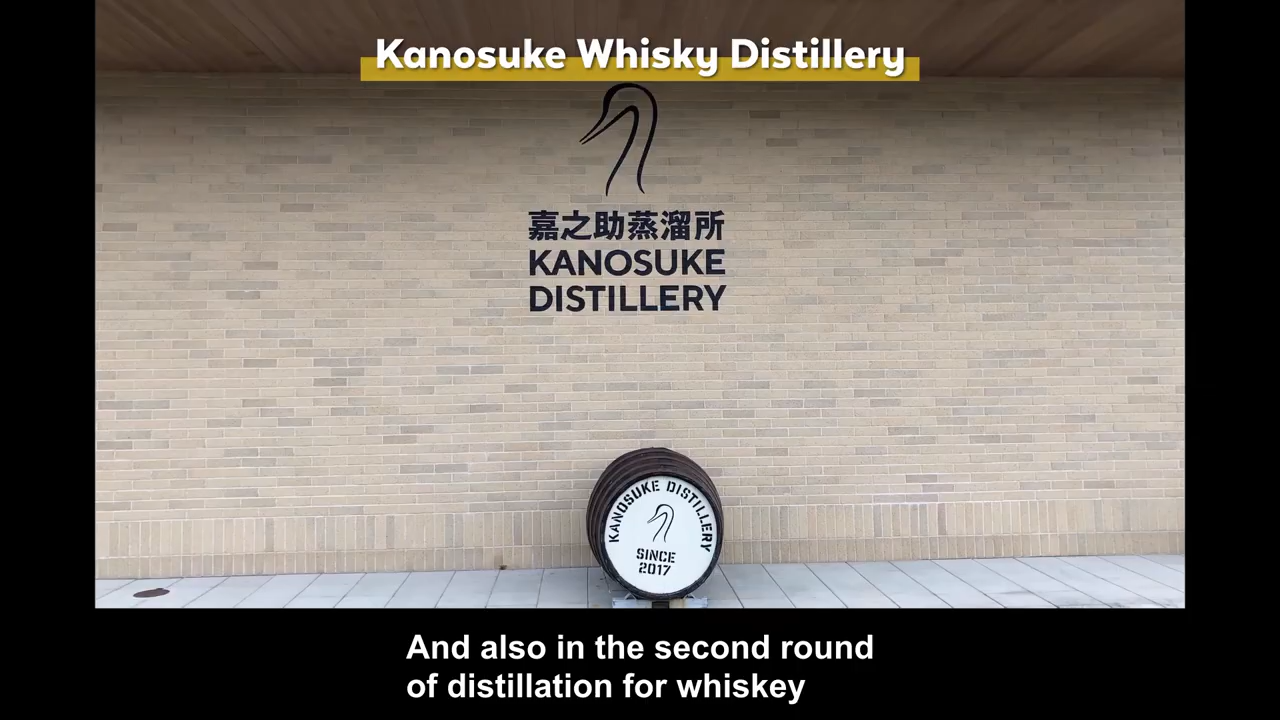 Kanosuke Whisky Distillery
嘉之助蒸溜所
KANOSUKE
DISTILLERY
KANOSUKE DISTILLERY
SINCE
2017
And also in the second round
of distillation for whiskey